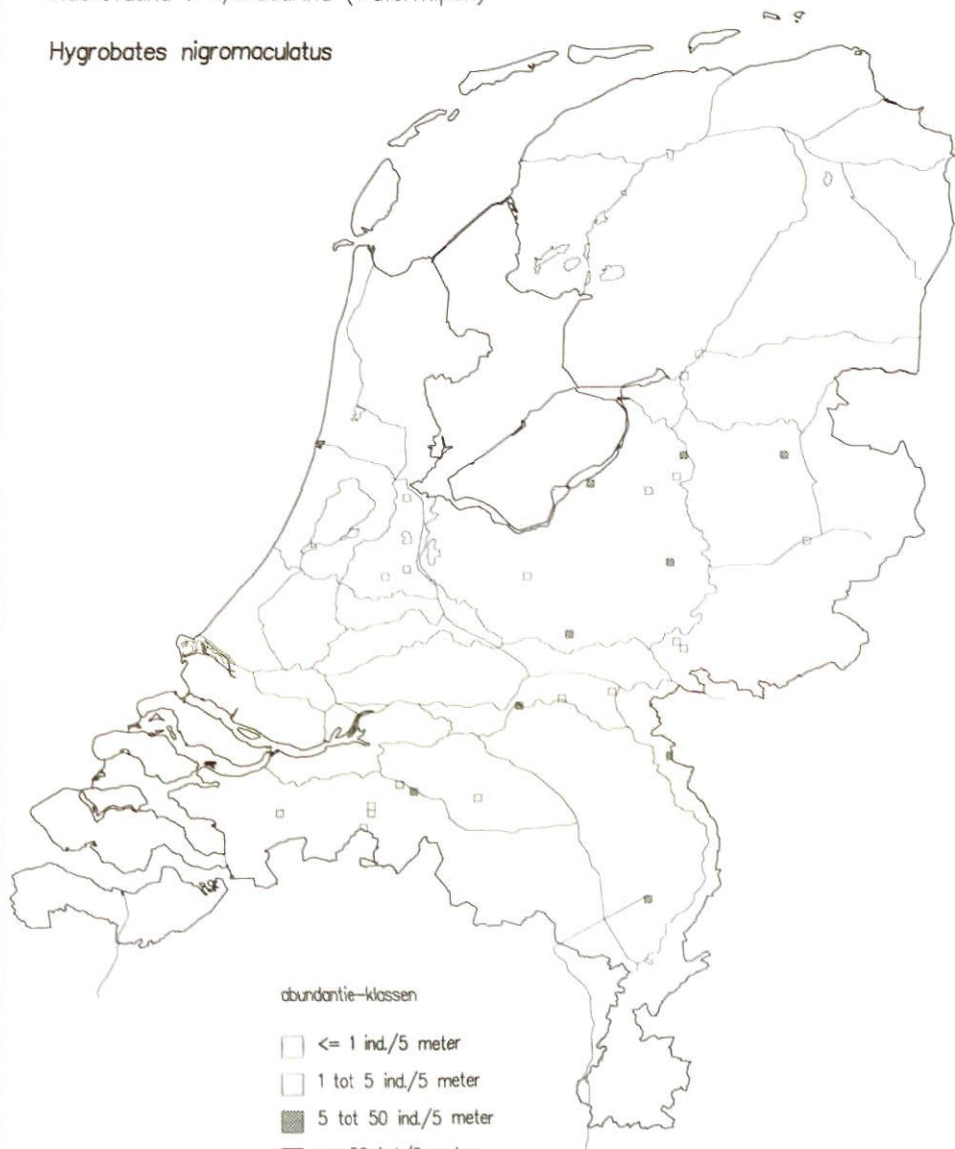 Hygrobates nigromaculatus
abundantie-klassen
<= 1 ind./5 meter
1 tot 5 ind./5 meter
5 tot 50 ind./5 meter